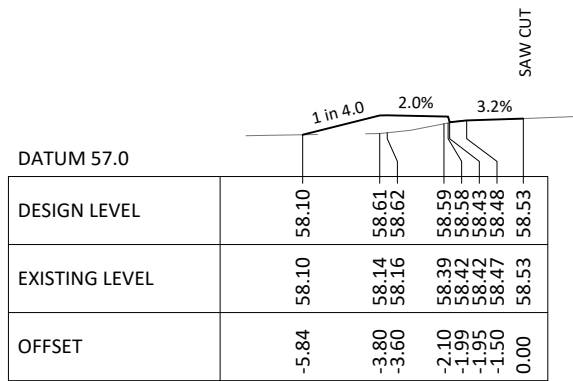 SAW CUT
1 in 4.0 2.0% 3.2%
DATUM 57.0
DESIGN LEVEL 58.10 58.61 58.62 58.59 58.58 58.43 58.48 58.53
EXISTING LEVEL 58.10 58.14 58.16 58.39 58.42 58.42 58.47 58.53
OFFSET -5.84 -3.80 -3.60 -2.10 -1.99 -1.95 -1.50 0.00